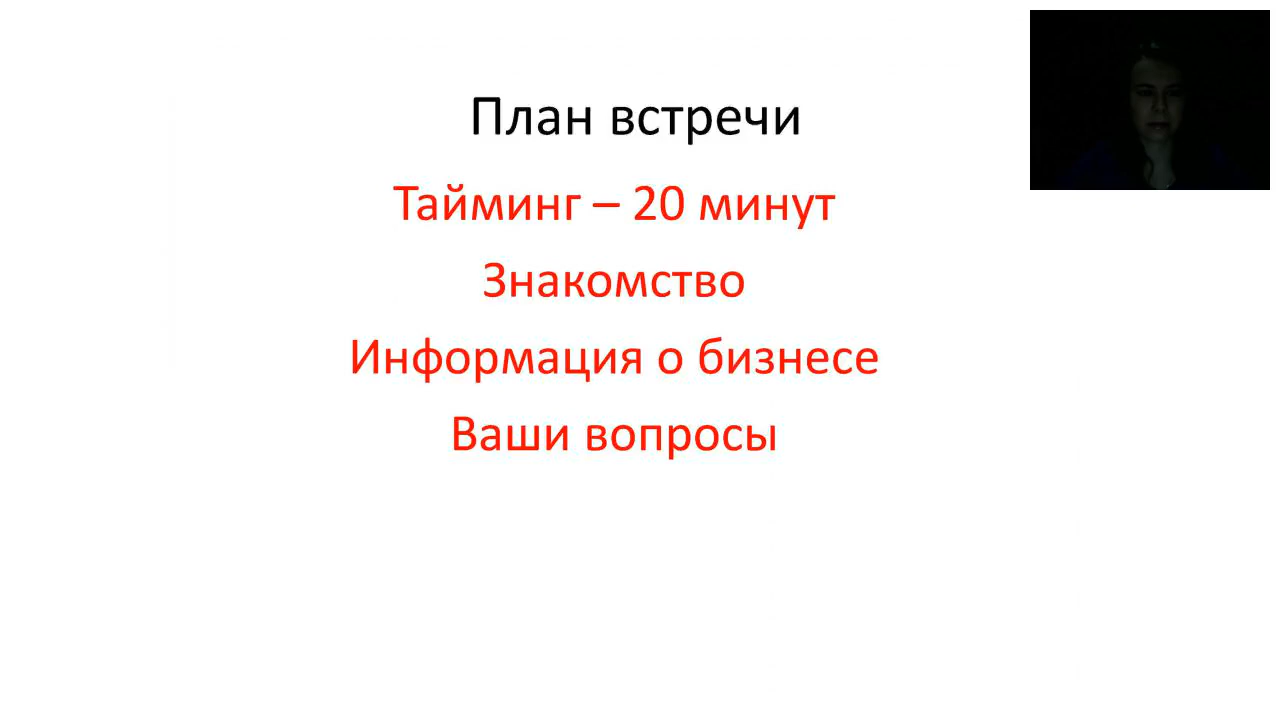 План встречи
Тайминг – 20 минут
Знакомство
Информация о бизнесе
Ваши вопросы